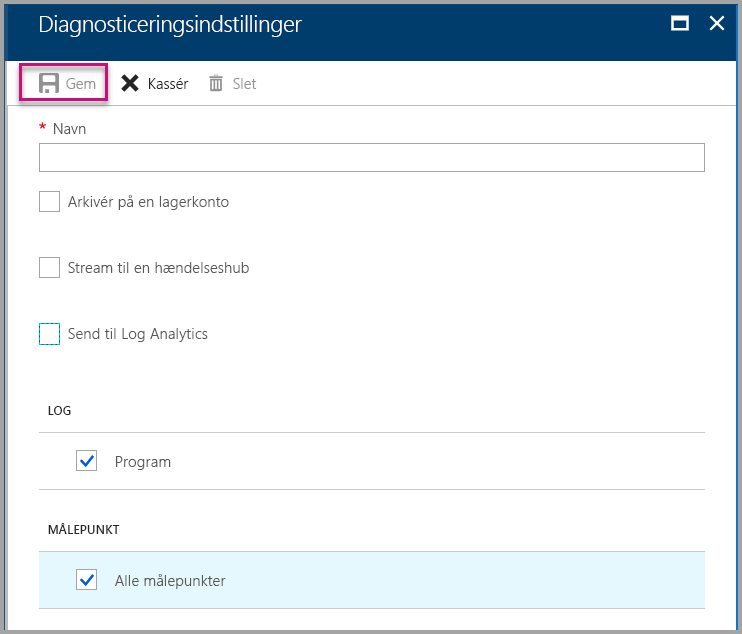 Diagnosticeringsindstillinger
Gem Kassér Slet
* Navn
Arkivér på en lagerkonto
Stream til en hændelseshub
Send til Log Analytics
LOG
Program
MÅLEPUNKT
Alle målepunkter